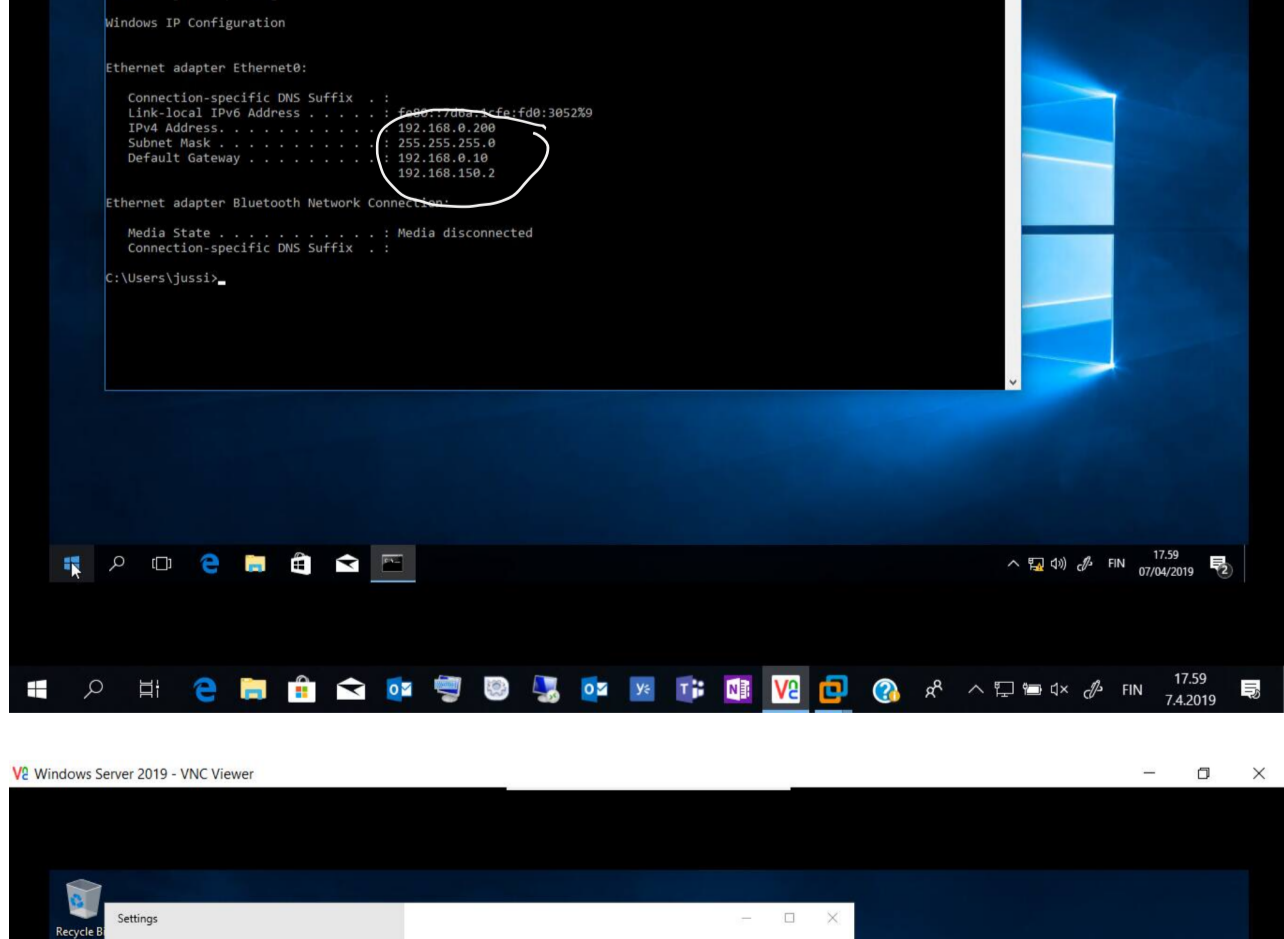 Windows IP Configuration
Ethernet adapter Ethernet0:
Connection-specific DNS Suffix . :
Link-local IPv6 Address . . . . . : fe80::7d6a:1cfe:fd0:3052%9
IPv4 Address. . . . . . . . . . . : 192.168.0.200
Subnet Mask . . . . . . . . . . . : 255.255.255.0
Default Gateway . . . . . . . . . : 192.168.0.10
192.168.150.2
Ethernet adapter Bluetooth Network Connection:
Media State . . . . . . . . . . . : Media disconnected
Connection-specific DNS Suffix . :
C:\Users\jussi>
FIN
17.59
07/04/2019
2
FIN
17.59
7.4.2019
Windows Server 2019 - VNC Viewer
Settings
Recycle